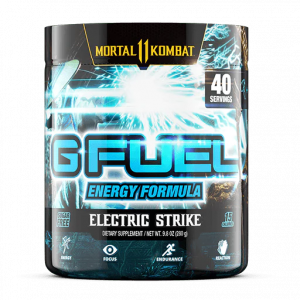 MORTAL 11 KOMBAT
40
SERVINGS
G FUEL
ENERGY FORMULA
ELECTRIC STRIKE
DIETARY SUPPLEMENT / NET WT. 9.8 OZ (280 g)
ENERGY
FOCUS
ENDURANCE
REACTION